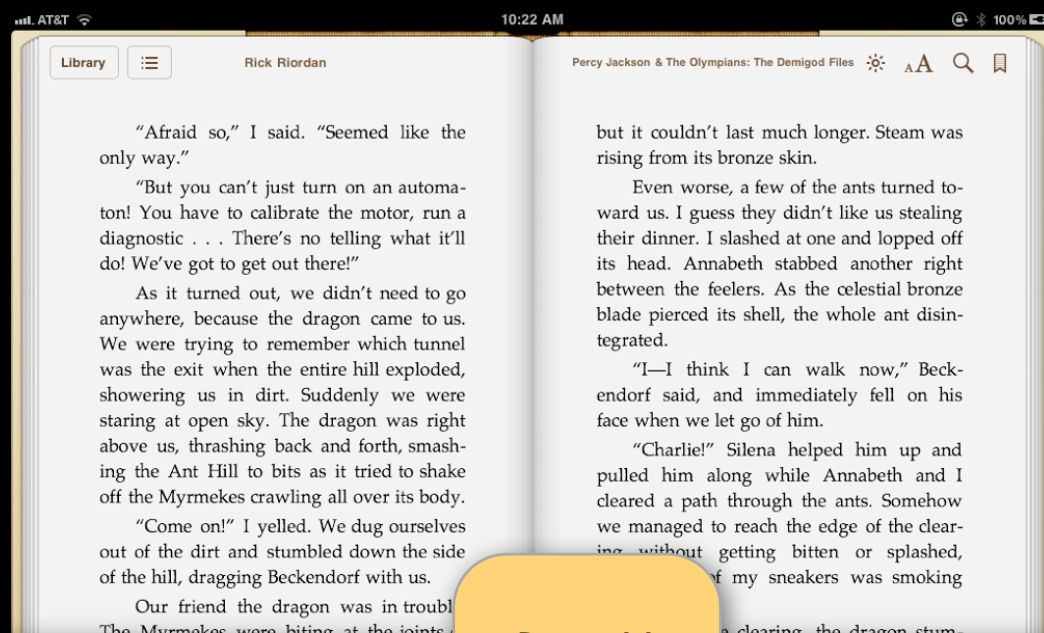 AT&T
10:22 AM
100%
Library
Rick Riordan
Percy Jackson & The Olympians: The Demigod Files
AA
“Afraid so,” I said. “Seemed like the
only way.”
“But you can’t just turn on an automa-
ton! You have to calibrate the motor, run a
diagnostic . . . There’s no telling what it’ll
do! We’ve got to get out there!”
As it turned out, we didn’t need to go
anywhere, because the dragon came to us.
We were trying to remember which tunnel
was the exit when the entire hill exploded,
showering us in dirt. Suddenly we were
staring at open sky. The dragon was right
above us, thrashing back and forth, smash-
ing the Ant Hill to bits as it tried to shake
off the Myrmekes crawling all over its body.
“Come on!” I yelled. We dug ourselves
out of the dirt and stumbled down the side
of the hill, dragging Beckendorf with us.
Our friend the dragon was in
The Myrmekes were biting at the joints
but it couldn’t last much longer. Steam was
rising from its bronze skin.
Even worse, a few of the ants turned to-
ward us. I guess they didn’t like us stealing
their dinner. I slashed at one and lopped off
its head. Annabeth stabbed another right
between the feelers. As the celestial bronze
blade pierced its shell, the whole ant disin-
tegrated.
“I—I think I can walk now,” Beck-
endorf said, and immediately fell on his
face when we let go of him.
“Charlie!” Silena helped him up and
pulled him along while Annabeth and I
cleared a path through the ants. Somehow
we managed to reach the edge of the clear-
ing without getting bitten or splashed,
of my sneakers was smoking
clearing, the dragon stum-